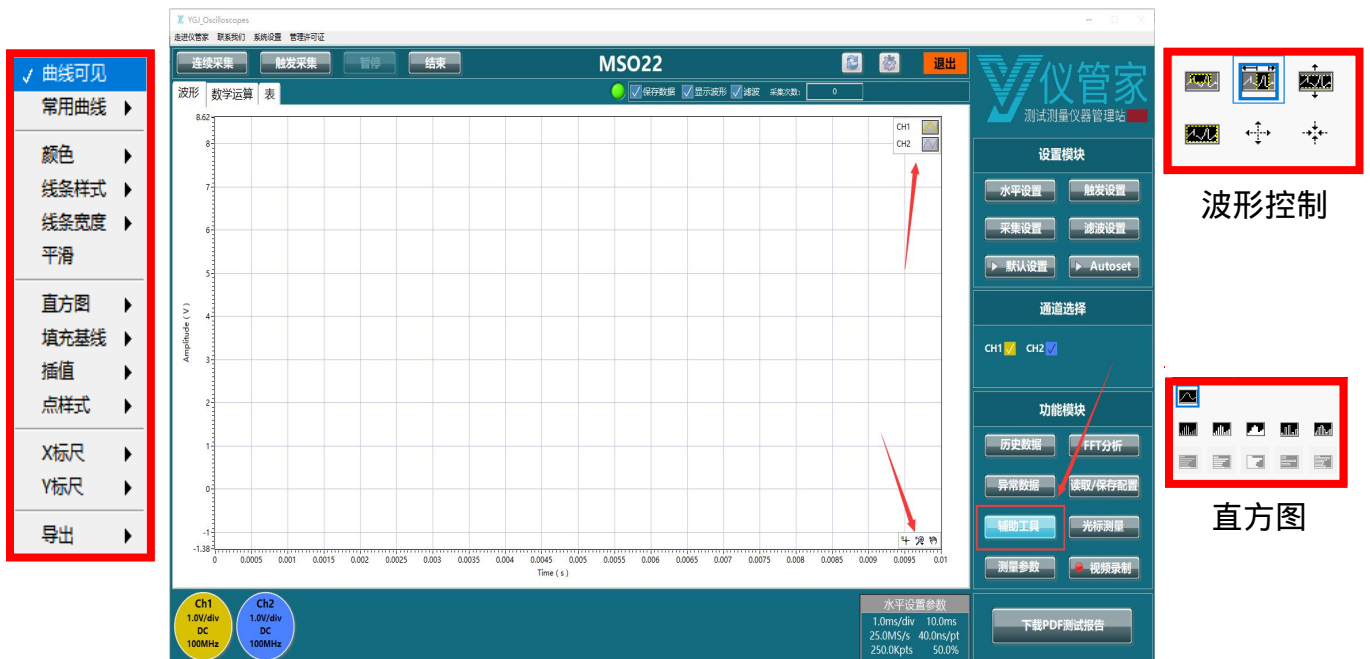 曲线可见
常用曲线
颜色
线条样式
线条宽度
平滑
直方图
填充基线
插值
点样式
X标尺
Y标尺
导出
YGJ_Oscilloscopes
走进仪管家 联系我们 系统设置 管理许可证
连续采集 触发采集 暂停 结束 MSO22 退出
波形 数学运算 表 保存数据 显示波形 滤波 采集次数: 0
CH1
CH2
8.62
8
7
6
5
4
3
2
1
0
-1
-1.38
Amplitude ( V )
0 0.0005 0.001 0.0015 0.002 0.0025 0.003 0.0035 0.004 0.0045 0.005 0.0055 0.006 0.0065 0.007 0.0075 0.008 0.0085 0.009 0.0095 0.01
Time ( s )
Ch1
1.0V/div
DC
100MHz
Ch2
1.0V/div
DC
100MHz
水平设置参数
1.0ms/div 10.0ms
25.0MS/s 40.0ns/pt
250.0Kpts 50.0%
仪管家
测试测量仪器管理站
设置模块
水平设置 触发设置
采集设置 滤波设置
默认设置 Autoset
通道选择
CH1 CH2
功能模块
历史数据 FFT分析
异常数据 读取/保存配置
辅助工具 光标测量
测量参数 视频录制
下载PDF测试报告
波形控制
直方图